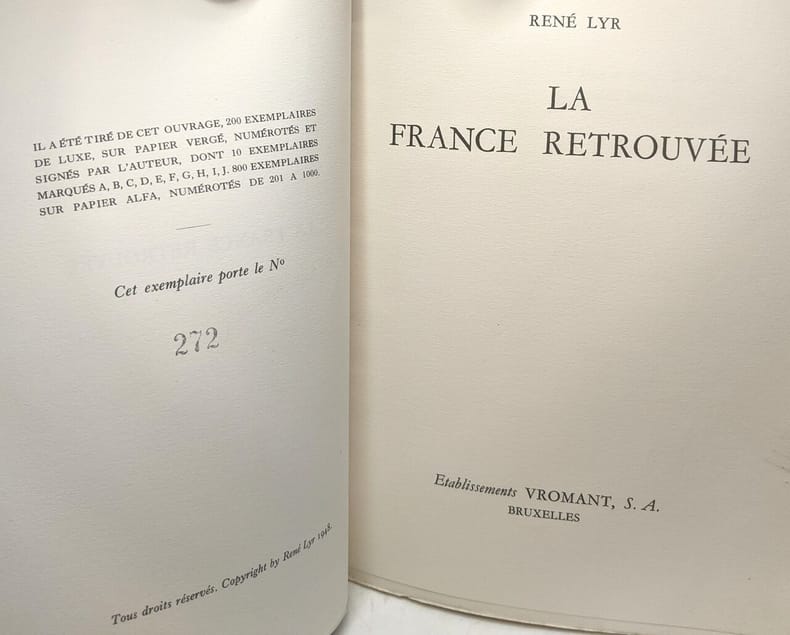 IL A ÉTÉ TIRÉ DE CET OUVRAGE, 200 EXEMPLAIRES
DE LUXE, SUR PAPIER VERGÉ, NUMÉROTÉS ET
SIGNÉS PAR L'AUTEUR, DONT 10 EXEMPLAIRES
MARQUÉS A, B, C, D, E, F, G, H, I, J. 800 EXEMPLAIRES
SUR PAPIER ALFA, NUMÉROTÉS DE 201 A 1000.
Cet exemplaire porte le Nº
272
Tous droits réservés. Copyright by René Lyr 1948.
RENÉ LYR
LA
FRANCE RETROUVÉE
Etablissements VROMANT, S. A.
BRUXELLES